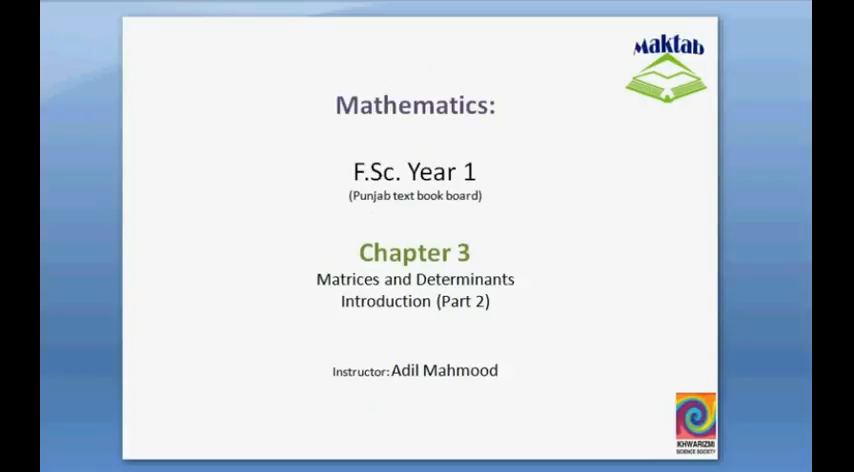 Maktab
Mathematics:
F.Sc. Year 1
(Punjab text book board)
Chapter 3
Matrices and Determinants
Introduction (Part 2)
Instructor: Adil Mahmood
KHWARIZMI
SCIENCE SOCIETY